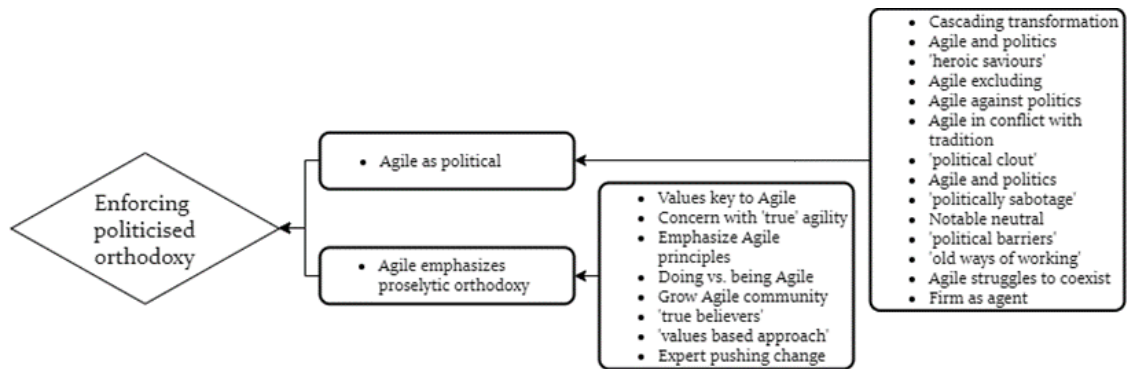 Enforcing
politicised
orthodoxy
• Agile as political
• Agile emphasizes
proselytic orthodoxy
• Values key to Agile
• Concern with 'true' agility
• Emphasize Agile
principles
• Doing vs. being Agile
• Grow Agile community
• 'true believers'
• 'values based approach'
• Expert pushing change
• Cascading transformation
• Agile and politics
• 'heroic saviours'
• Agile excluding
• Agile against politics
• Agile in conflict with
tradition
• 'political clout'
• Agile and politics
• 'politically sabotage'
• Notable neutral
• 'political barriers'
• 'old ways of working'
• Agile struggles to coexist
• Firm as agent